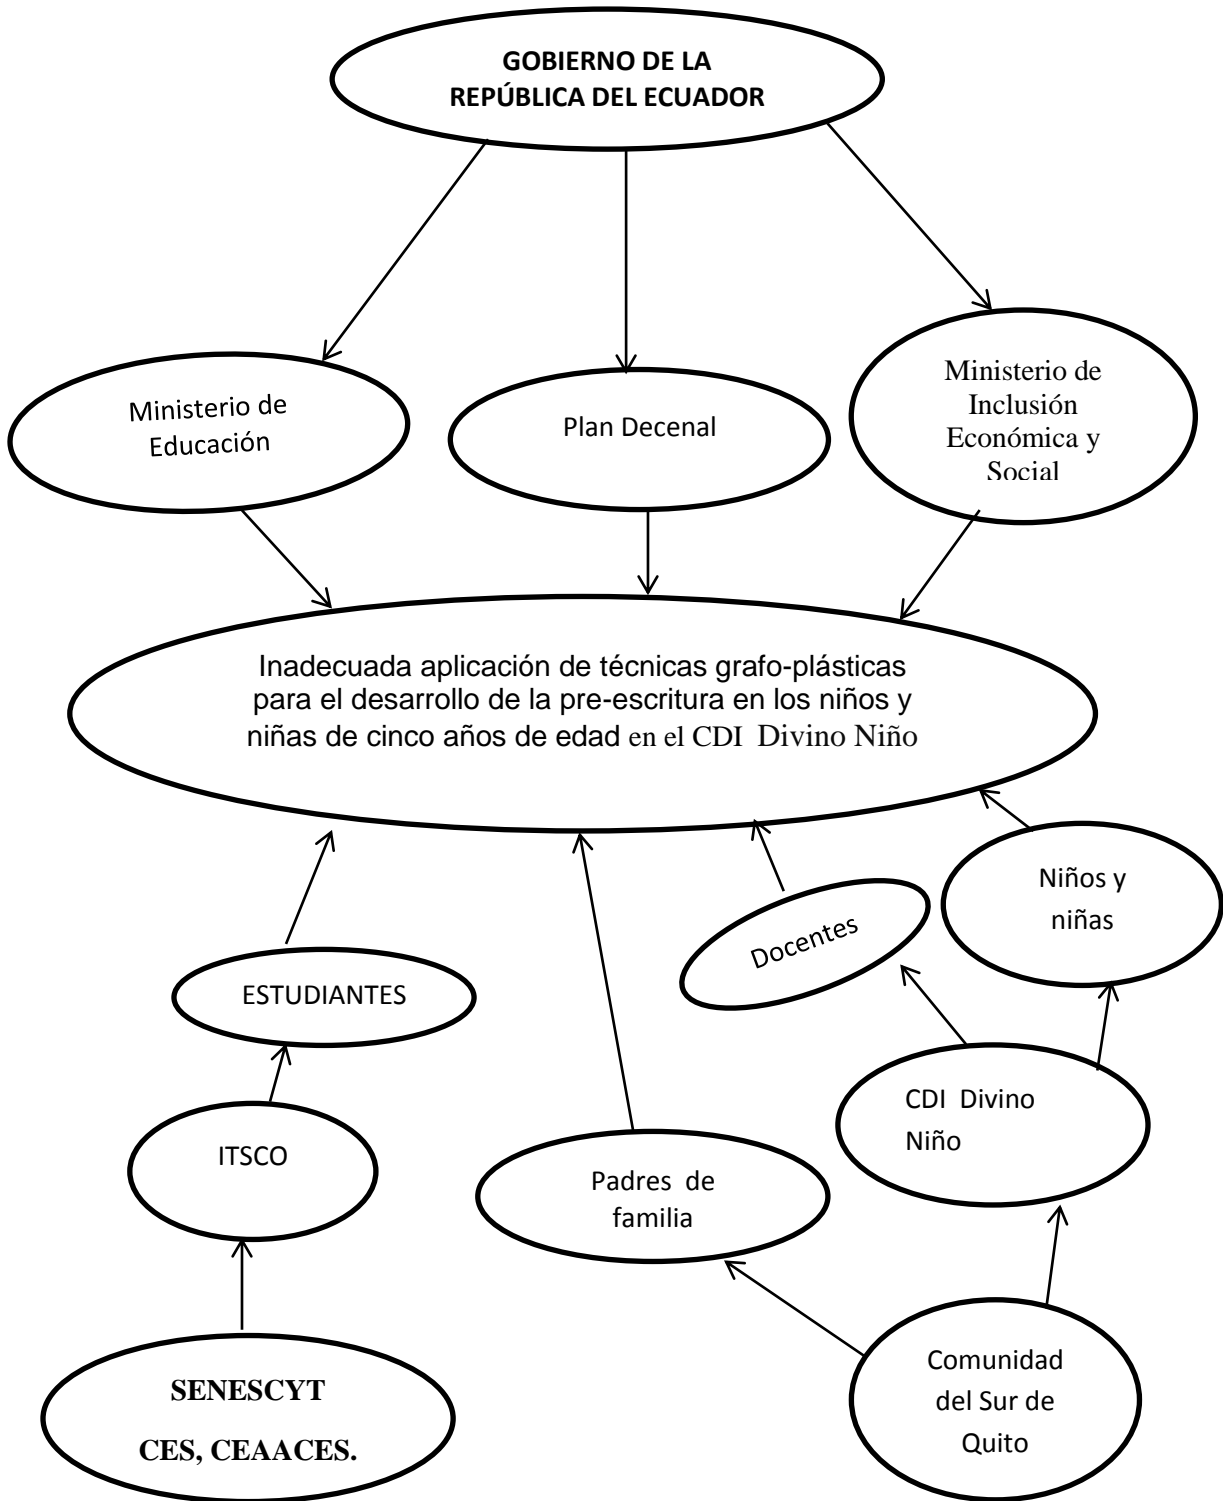 GOBIERNO DE LA
REPÚBLICA DEL ECUADOR
Ministerio de
Educación
Plan Decenal
Ministerio de
Inclusión
Económica y
Social
Inadecuada aplicación de técnicas grafo-plásticas
para el desarrollo de la pre-escritura en los niños y
niñas de cinco años de edad en el CDI  Divino Niño
Niños y
niñas
Docentes
ESTUDIANTES
CDI  Divino
Niño
ITSCO
Padres  de
familia
Comunidad
del Sur de
Quito
SENESCYT
CES, CEAACES.